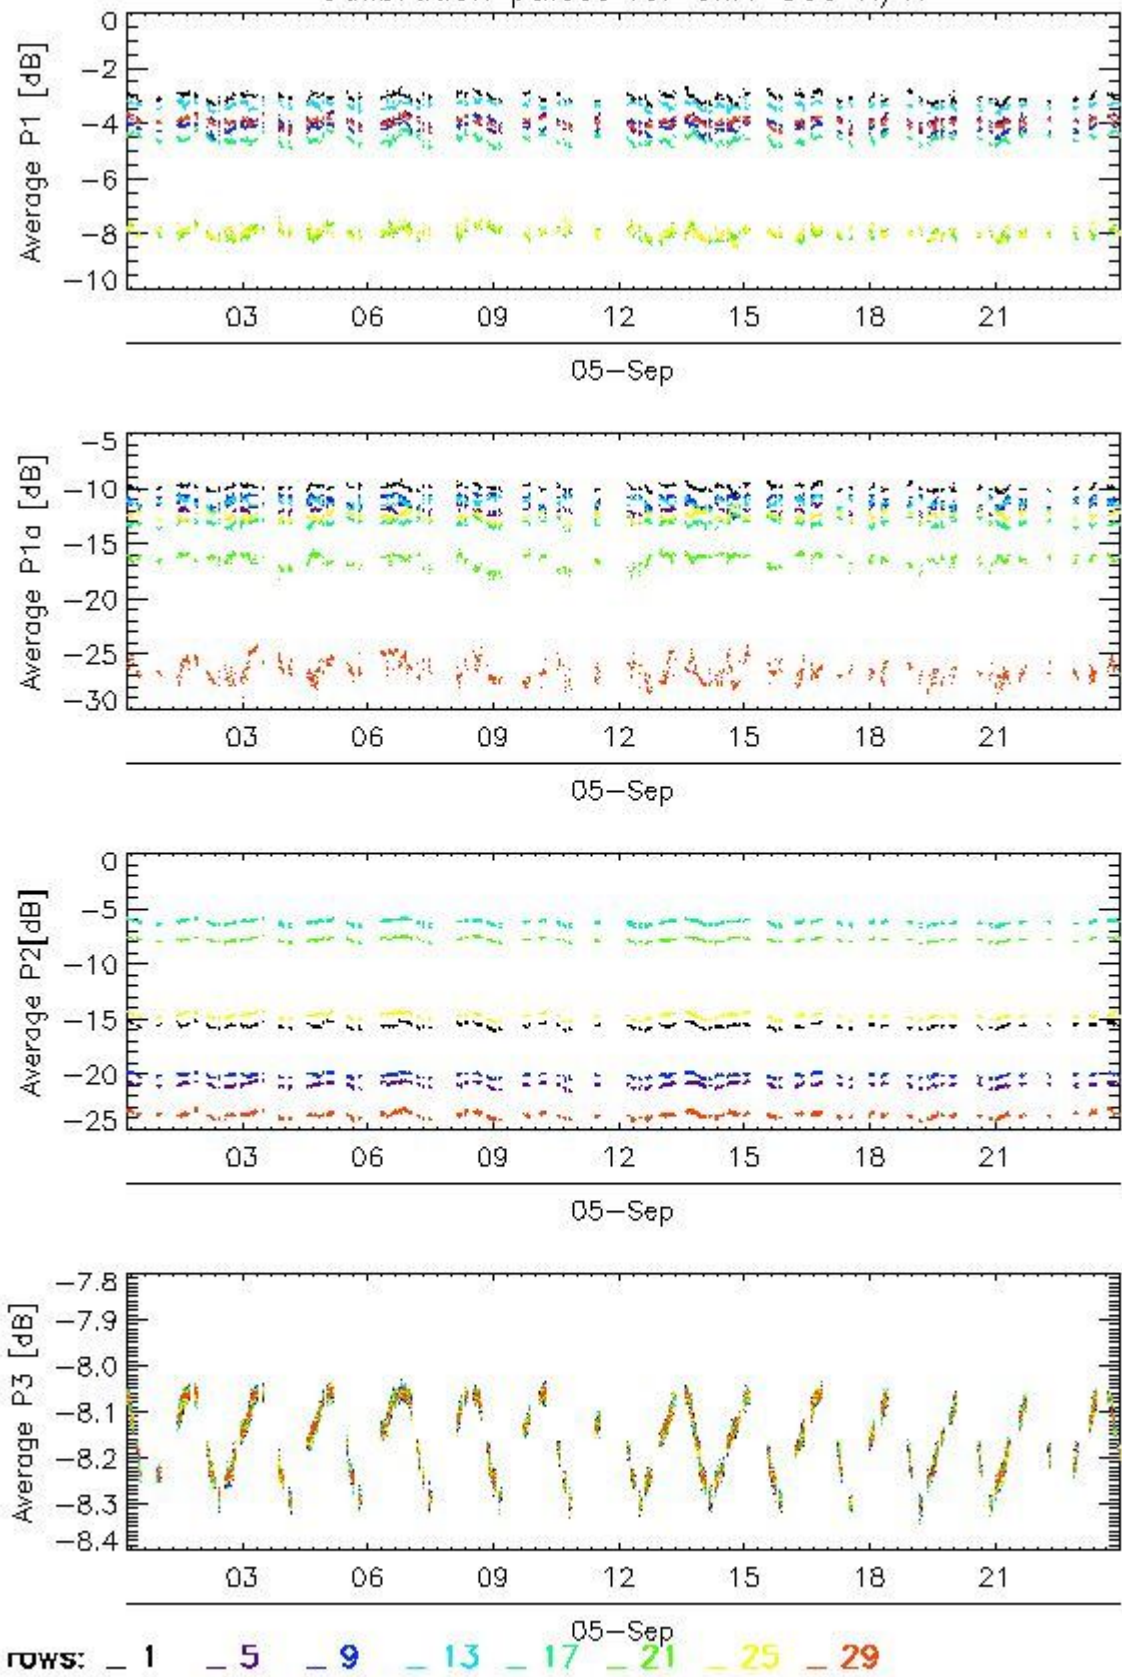 0
-2
-4
-6
-8
-10
Average P1 [dB]
03 06 09 12 15 18 21
05-Sep
-5
-10
-15
-20
-25
-30
Average P1a [dB]
03 06 09 12 15 18 21
05-Sep
0
-5
-10
-15
-20
-25
Average P2[dB]
03 06 09 12 15 18 21
05-Sep
-7.8
-7.9
-8.0
-8.1
-8.2
-8.3
-8.4
Average P3 [dB]
03 06 09 12 15 18 21
05-Sep
rows: _ 1 _ 5 _ 9 _ 13 _ 17 _ 21 _ 25 _ 29